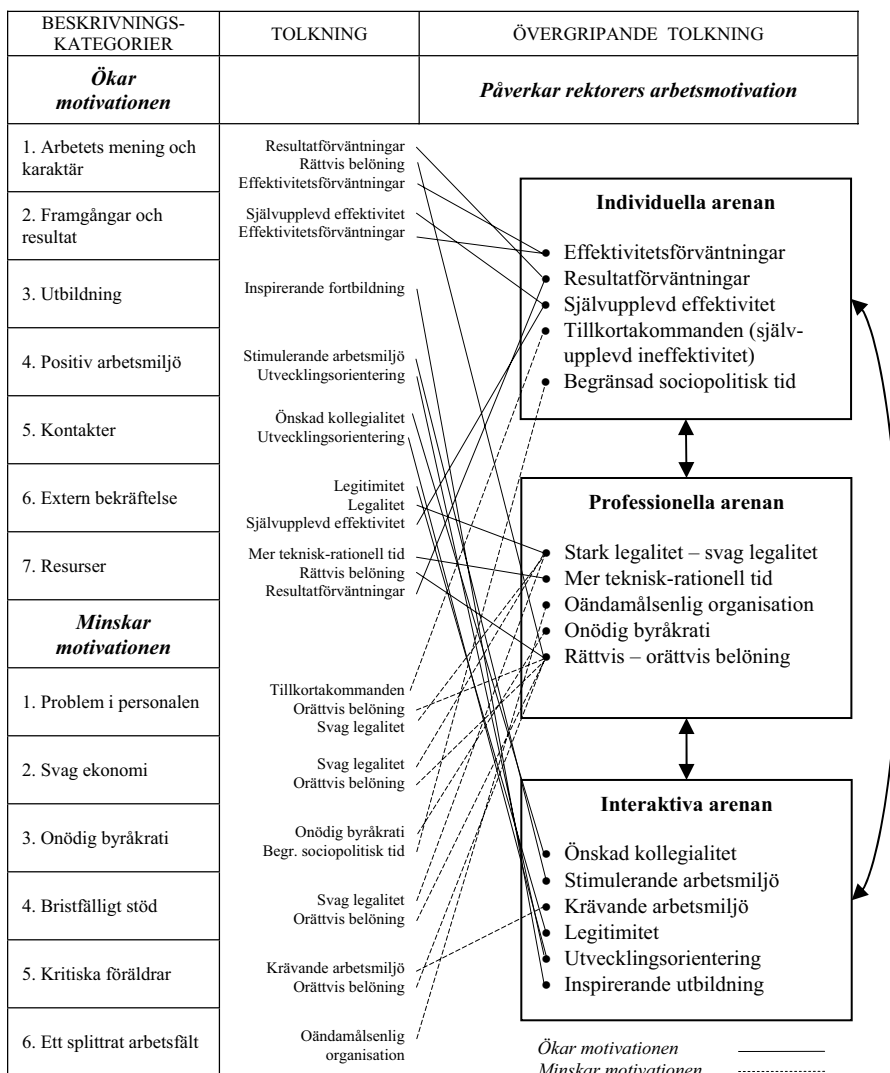 BESKRIVNINGS-
KATEGORIER
TOLKNING
ÖVERGRIPANDE TOLKNING
Ökar
motivationen
Påverkar rektorers arbetsmotivation
1. Arbetets mening och
karaktär
2. Framgångar och
resultat
3. Utbildning
4. Positiv arbetsmiljö
5. Kontakter
6. Extern bekräftelse
7. Resurser
Minskar
motivationen
1. Problem i personalen
2. Svag ekonomi
3. Onödig byråkrati
4. Bristfälligt stöd
5. Kritiska föräldrar
6. Ett splittrat arbetsfält
Resultatförväntningar
Rättvis belöning
Effektivitetsförväntningar
Självupplevd effektivitet
Effektivitetsförväntningar
Inspirerande fortbildning
Stimulerande arbetsmiljö
Utvecklingsorientering
Önskad kollegialitet
Utvecklingsorientering
Legitimitet
Legalitet
Självupplevd effektivitet
Mer teknisk-rationell tid
Rättvis belöning
Resultatförväntningar
Tillkortakommanden
Orättvis belöning
Svag legalitet
Svag legalitet
Orättvis belöning
Onödig byråkrati
Begr. sociopolitisk tid
Svag legalitet
Orättvis belöning
Krävande arbetsmiljö
Orättvis belöning
Oändamålsenlig
organisation
Individuella arenan
Effektivitetsförväntningar
Resultatförväntningar
Självupplevd effektivitet
Tillkortakommanden (själv-
upplevd ineffektivitet)
Begränsad sociopolitisk tid
Professionella arenan
Stark legalitet – svag legalitet
Mer teknisk-rationell tid
Oändamålsenlig organisation
Onödig byråkrati
Rättvis – orättvis belöning
Interaktiva arenan
Önskad kollegialitet
Stimulerande arbetsmiljö
Krävande arbetsmiljö
Legitimitet
Utvecklingsorientering
Inspirerande utbildning
Ökar motivationen
Minskar motivationen